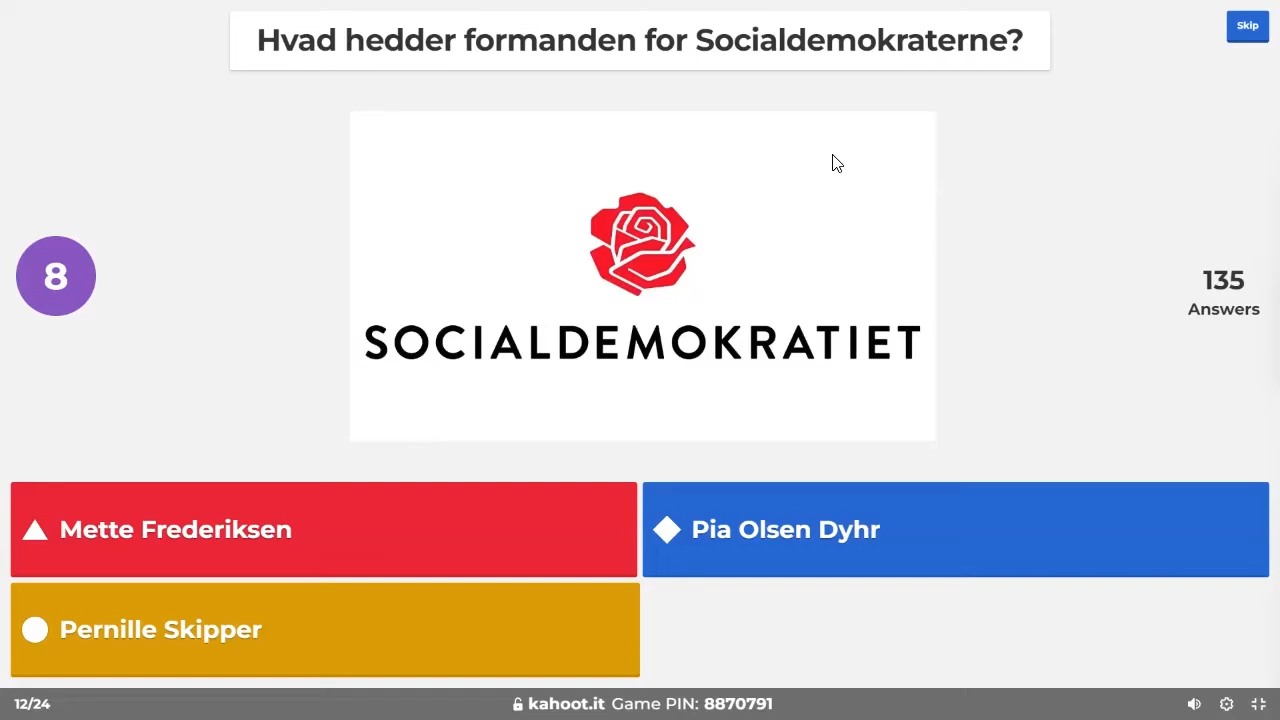 Hvad hedder formanden for Socialdemokraterne?
Skip
SOCIALDEMOKRATIET
8
135
Answers
Mette Frederiksen
Pia Olsen Dyhr
Pernille Skipper
12/24
kahoot.it Game PIN: 8870791